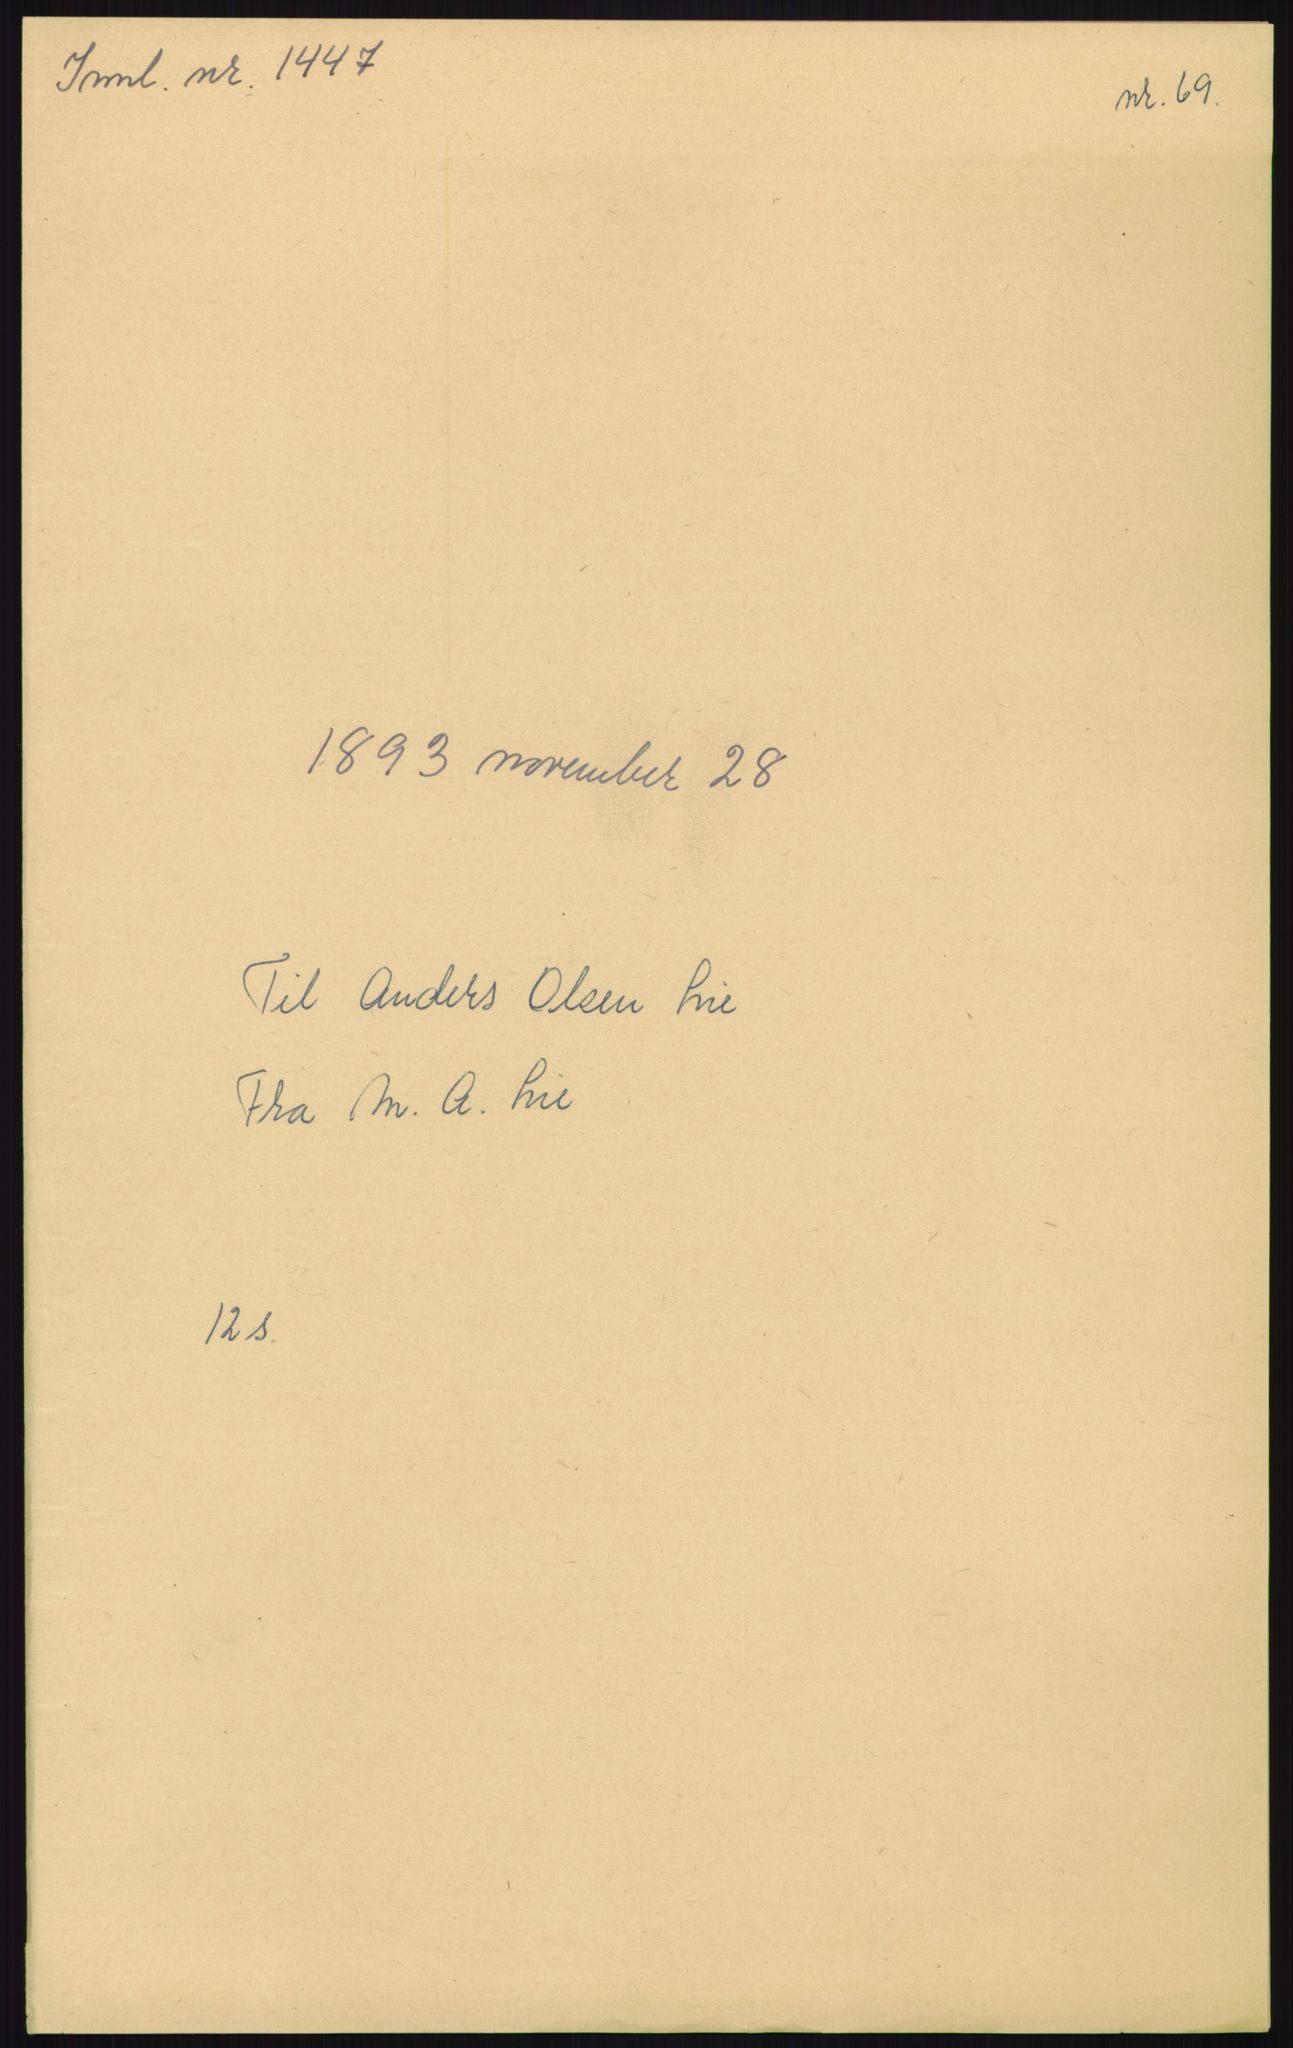 Innl. nr. 1447
nr. 69.
1893 november 28
Til Anders Olsen Lie
Fra M. A. Lie
12 s.